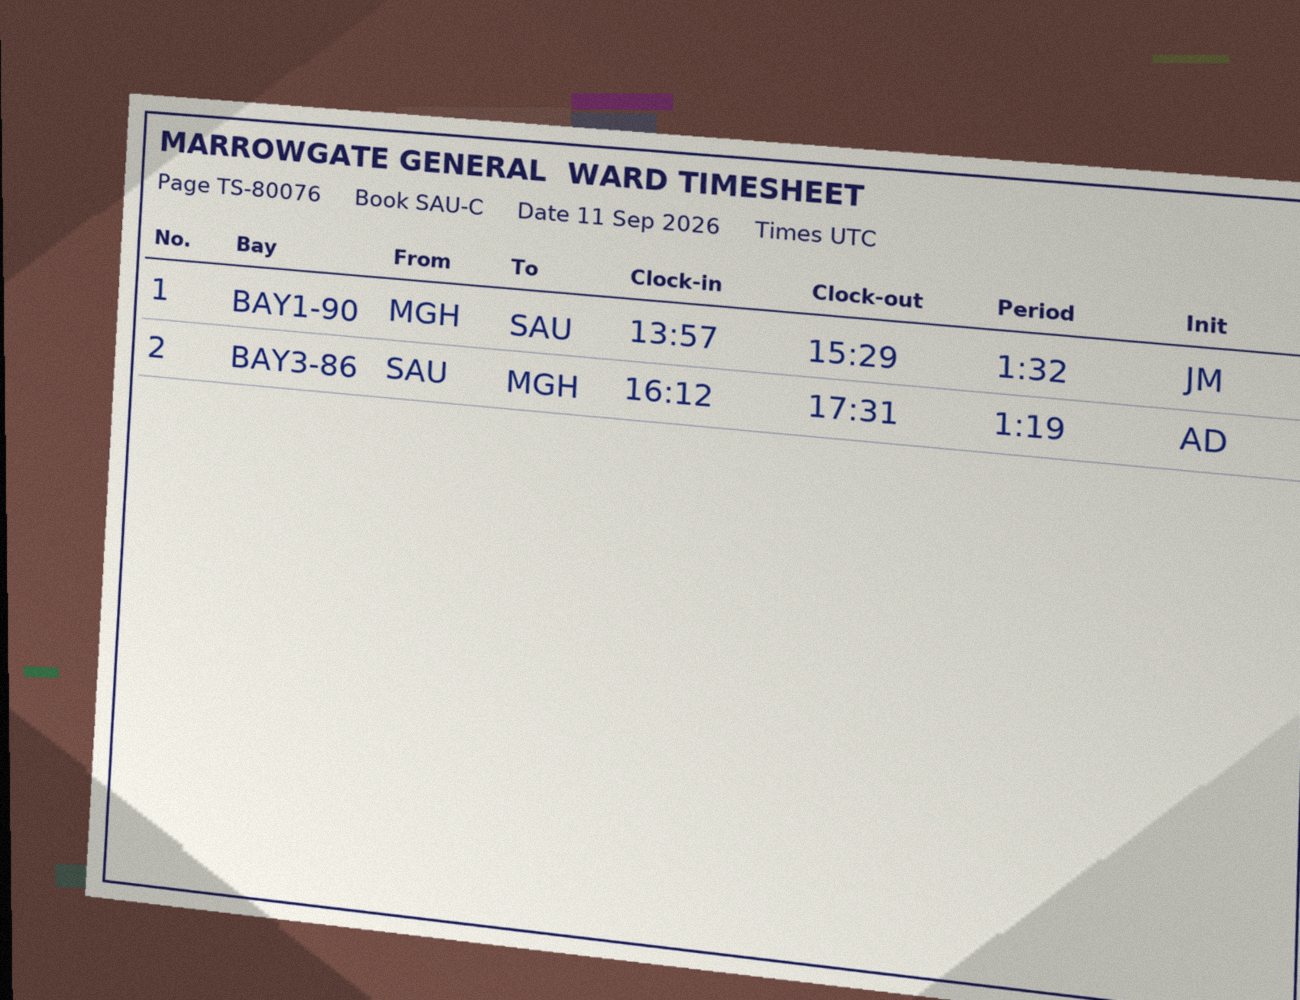 MARROWGATE GENERAL WARD TIMESHEET
Page TS-80076 Book SAU-C Date 11 Sep 2026 Times UTC
No. Bay From To Clock-in Clock-out Period Init
1 BAY1-90 MGH SAU 13:57 15:29 1:32 JM
2 BAY3-86 SAU MGH 16:12 17:31 1:19 AD